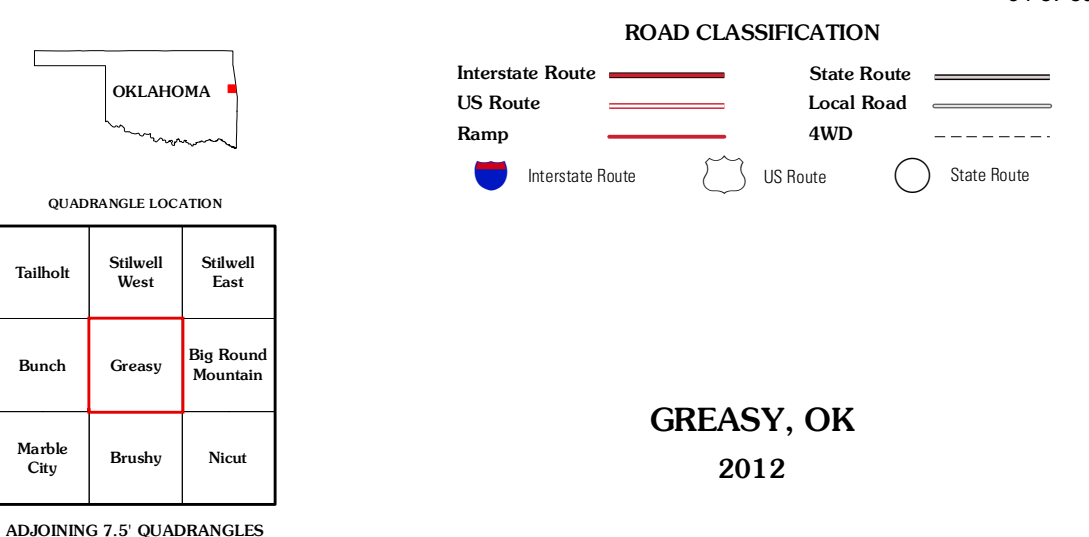 ROAD CLASSIFICATION
Interstate Route
State Route
US Route
Local Road
Ramp
4WD
Interstate Route
US Route
State Route
OKLAHOMA
QUADRANGLE LOCATION
Tailholt
Stilwell
West
Stilwell
East
Bunch
Greasy
Big Round
Mountain
Marble
City
Brushy
Nicut
ADJOINING 7.5' QUADRANGLES
GREASY, OK
2012